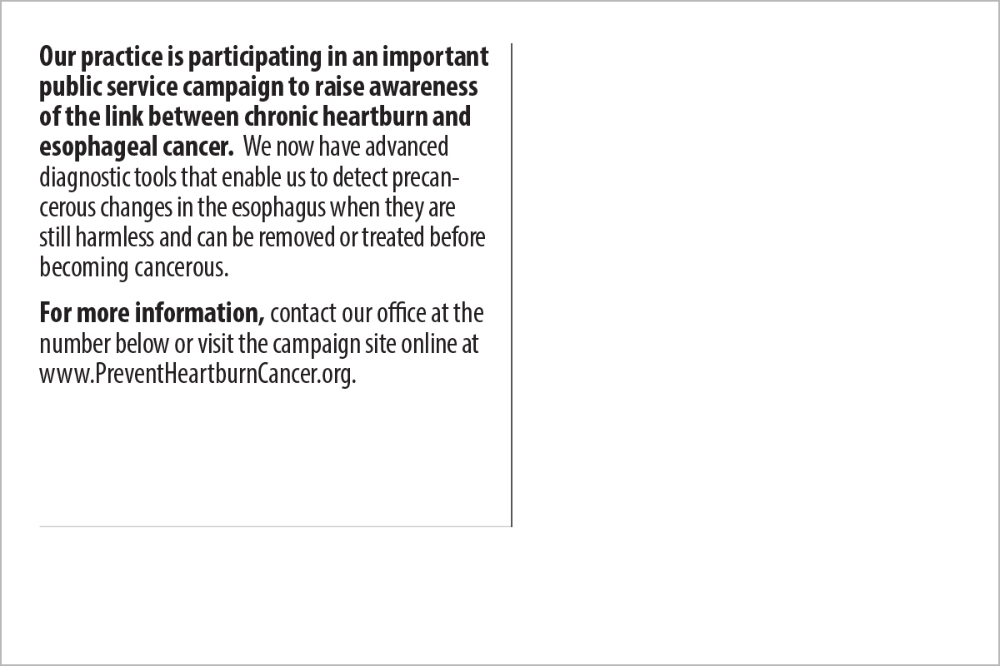 Our practice is participating in an important
public service campaign to raise awareness
of the link between chronic heartburn and
esophageal cancer.  We now have advanced
diagnostic tools that enable us to detect precan-
cerous changes in the esophagus when they are
still harmless and can be removed or treated before
becoming cancerous.
For more information, contact our office at the
number below or visit the campaign site online at
www.PreventHeartburnCancer.org.